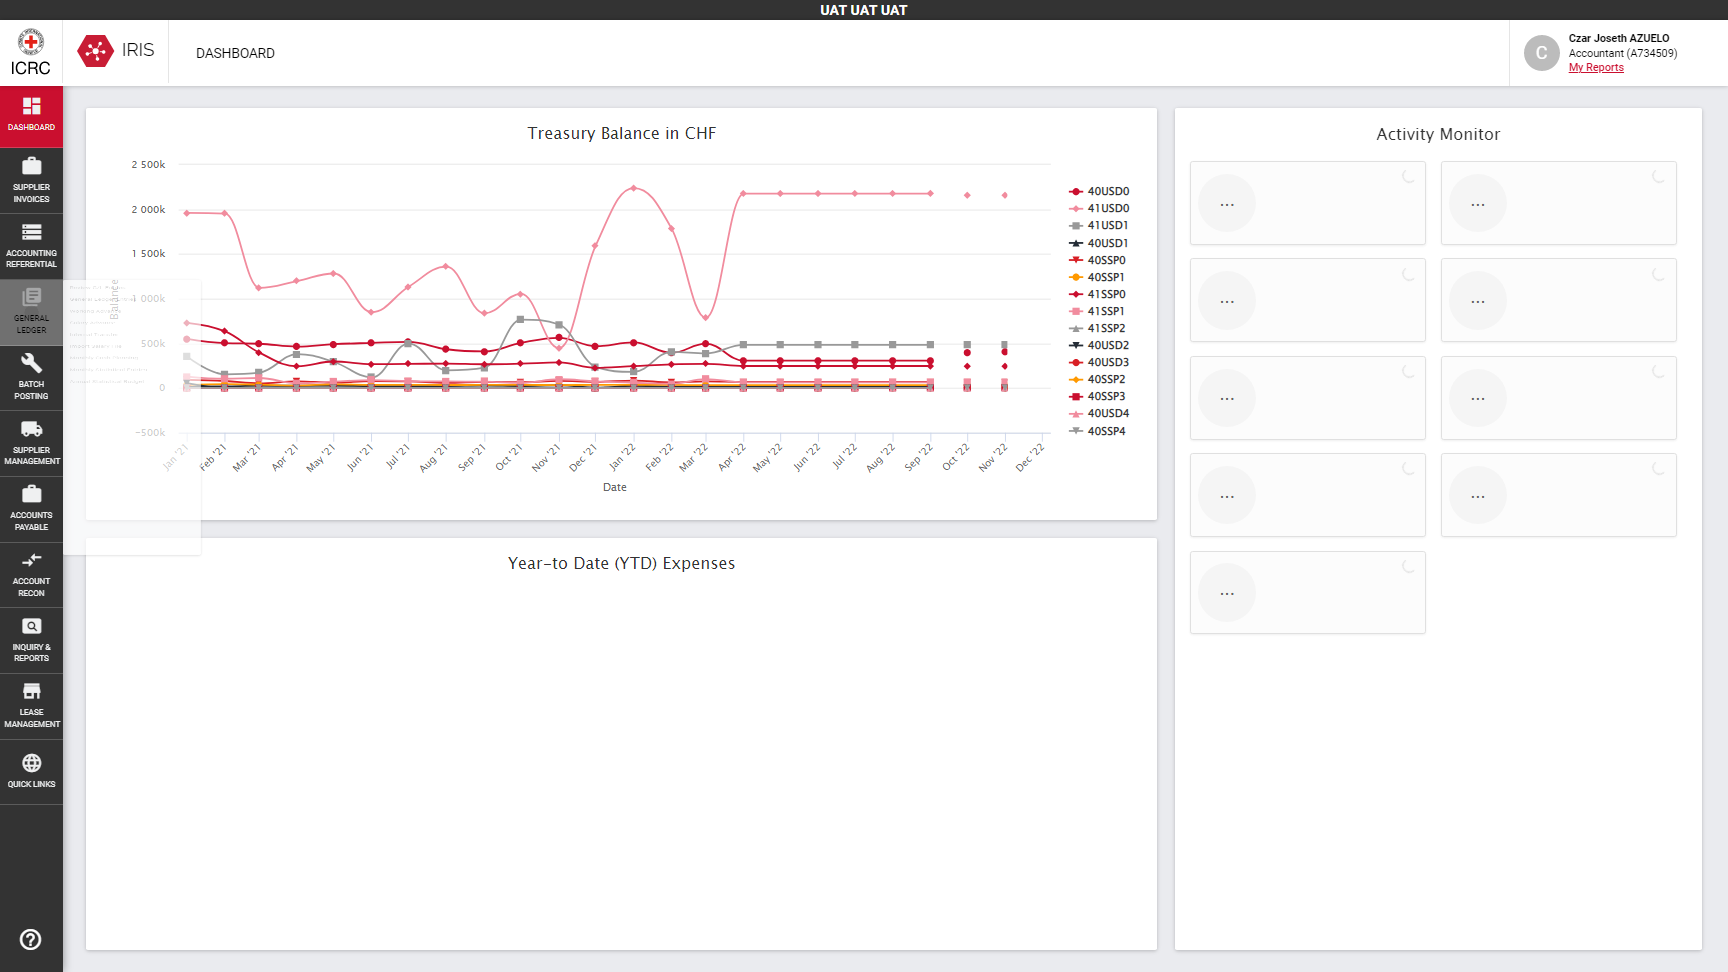 UAT UAT UAT
ICRC
IRIS
DASHBOARD
Czar Joseth AZUELO
C
Accountant (A734509)
My Reports
DASHBOARD
SUPPLIER
INVOICES
ACCOUNTING
REFERENTIAL
GENERAL
LEDGER
BATCH
POSTING
SUPPLIER
MANAGEMENT
ACCOUNTS
PAYABLE
ACCOUNT
RECON
INQUIRY &
REPORTS
LEASE
MANAGEMENT
QUICK LINKS
Treasury Balance in CHF
2 500k
2 000k
1 500k
1 000k
500k
0
-500k
Balance
Jan '21
Feb '21
Mar '21
Apr '21
May '21
Jun '21
Jul '21
Aug '21
Sep '21
Oct '21
Nov '21
Dec '21
Jan '22
Feb '22
Mar '22
Apr '22
May '22
Jun '22
Jul '22
Aug '22
Sep '22
Oct '22
Nov '22
Dec '22
Date
40USD0
41USD0
41USD1
40USD1
40SSP0
40SSP1
41SSP0
41SSP1
41SSP2
40USD2
40USD3
40SSP2
40SSP3
40USD4
40SSP4
Year-to Date (YTD) Expenses
Activity Monitor
...
...
...
...
...
...
...
...
...